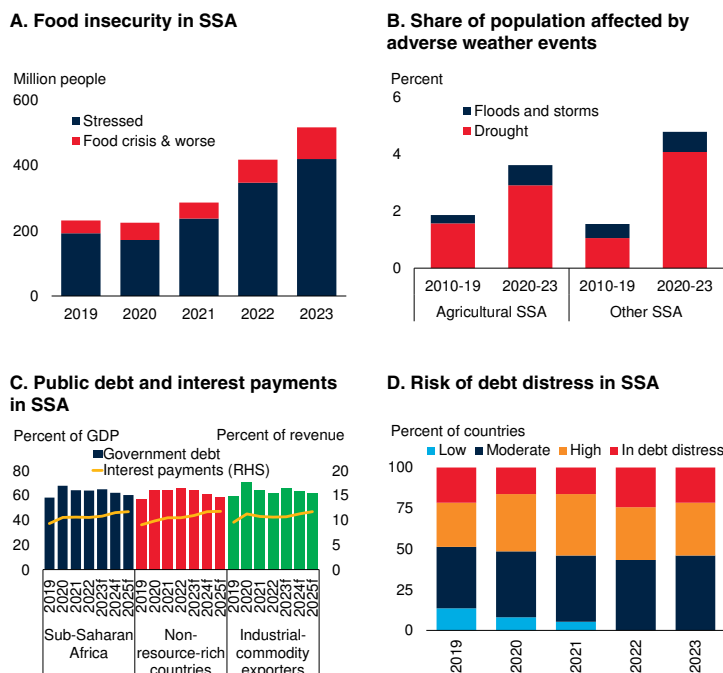 A. Food insecurity in SSA
Million people
600
400
200
0
Stressed
Food crisis & worse
2019 2020 2021 2022 2023
B. Share of population affected by
adverse weather events
Percent
6
4
2
0
Floods and storms
Drought
2010-19 2020-23 2010-19 2020-23
Agricultural SSA Other SSA
C. Public debt and interest payments
in SSA
Percent of GDP Percent of revenue
Government debt
Interest payments (RHS)
80
60
40
20
0
20
15
10
5
0
2019 2020 2021 2022 2023f 2024f 2025f 2019 2020 2021 2022 2023f 2024f 2025f 2019 2020 2021 2022 2023f 2024f 2025f
Sub-Saharan
Africa
Non-
resource-rich
countries
Industrial-
commodity
exporters
D. Risk of debt distress in SSA
Percent of countries
Low Moderate High In debt distress
100
75
50
25
0
2019 2020 2021 2022 2023